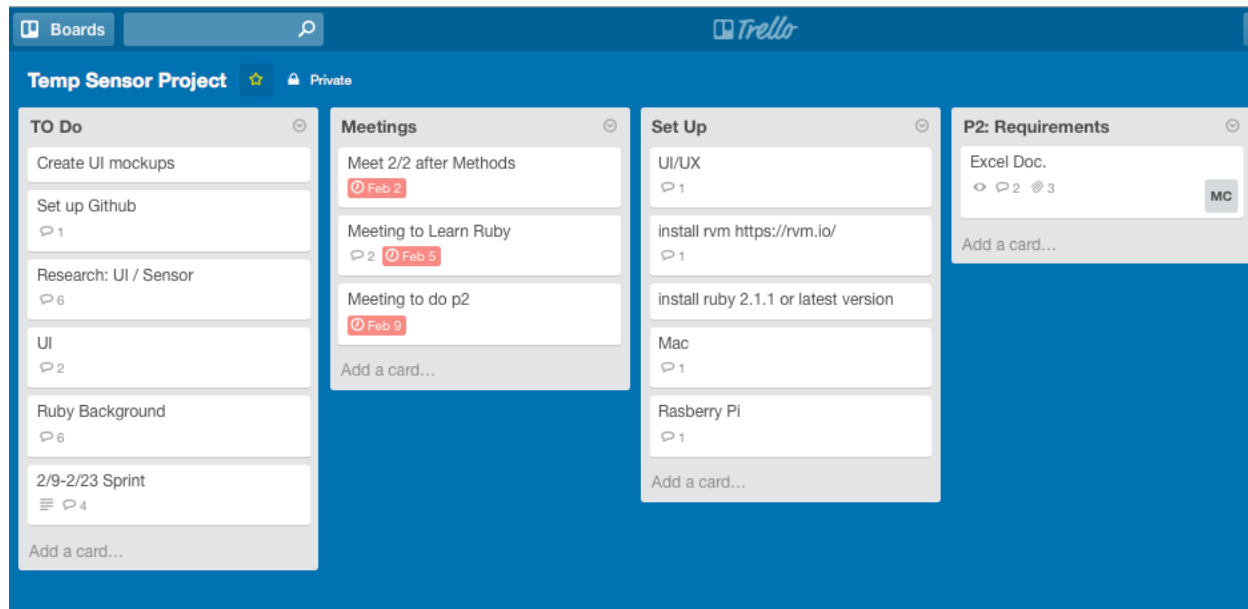 Boards
Trello
Temp Sensor Project
Private
TO Do
Create UI mockups
Set up Github
1
Research: UI / Sensor
6
UI
2
Ruby Background
6
2/9-2/23 Sprint
4
Add a card...
Meetings
Meet 2/2 after Methods
Feb 2
Meeting to Learn Ruby
2 Feb 5
Meeting to do p2
Feb 9
Add a card...
Set Up
UI/UX
1
install rvm https://rvm.io/
1
install ruby 2.1.1 or latest version
Mac
1
Rasberry Pi
1
Add a card...
P2: Requirements
Excel Doc.
2 3
MC
Add a card...